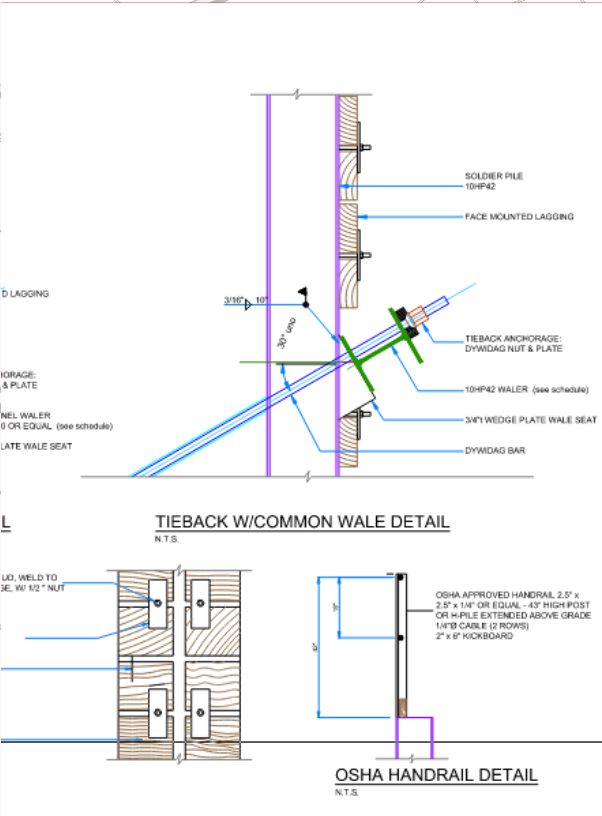 SOLDIER PILE
10HP42
FACE MOUNTED LAGGING
D LAGGING
3/16" 10"
30° UNO
TIEBACK ANCHORAGE:
DYWIDAG NUT & PLATE
10HP42 WALER (see schedule)
3/4"t WEDGE PLATE WALE SEAT
DYWIDAG BAR
HORAGE:
& PLATE
NEL WALER
0 OR EQUAL (see schedule)
LATE WALE SEAT
L
TIEBACK W/COMMON WALE DETAIL
N.T.S.
UD, WELD TO
GE, W/ 1/2" NUT
42"
OSHA APPROVED HANDRAIL 2.5" x
2.5" x 1/4" OR EQUAL - 43" HIGH POST
OR H-PILE EXTENDED ABOVE GRADE
1/4"Ø CABLE (2 ROWS)
2" x 6" KICKBOARD
OSHA HANDRAIL DETAIL
N.T.S.